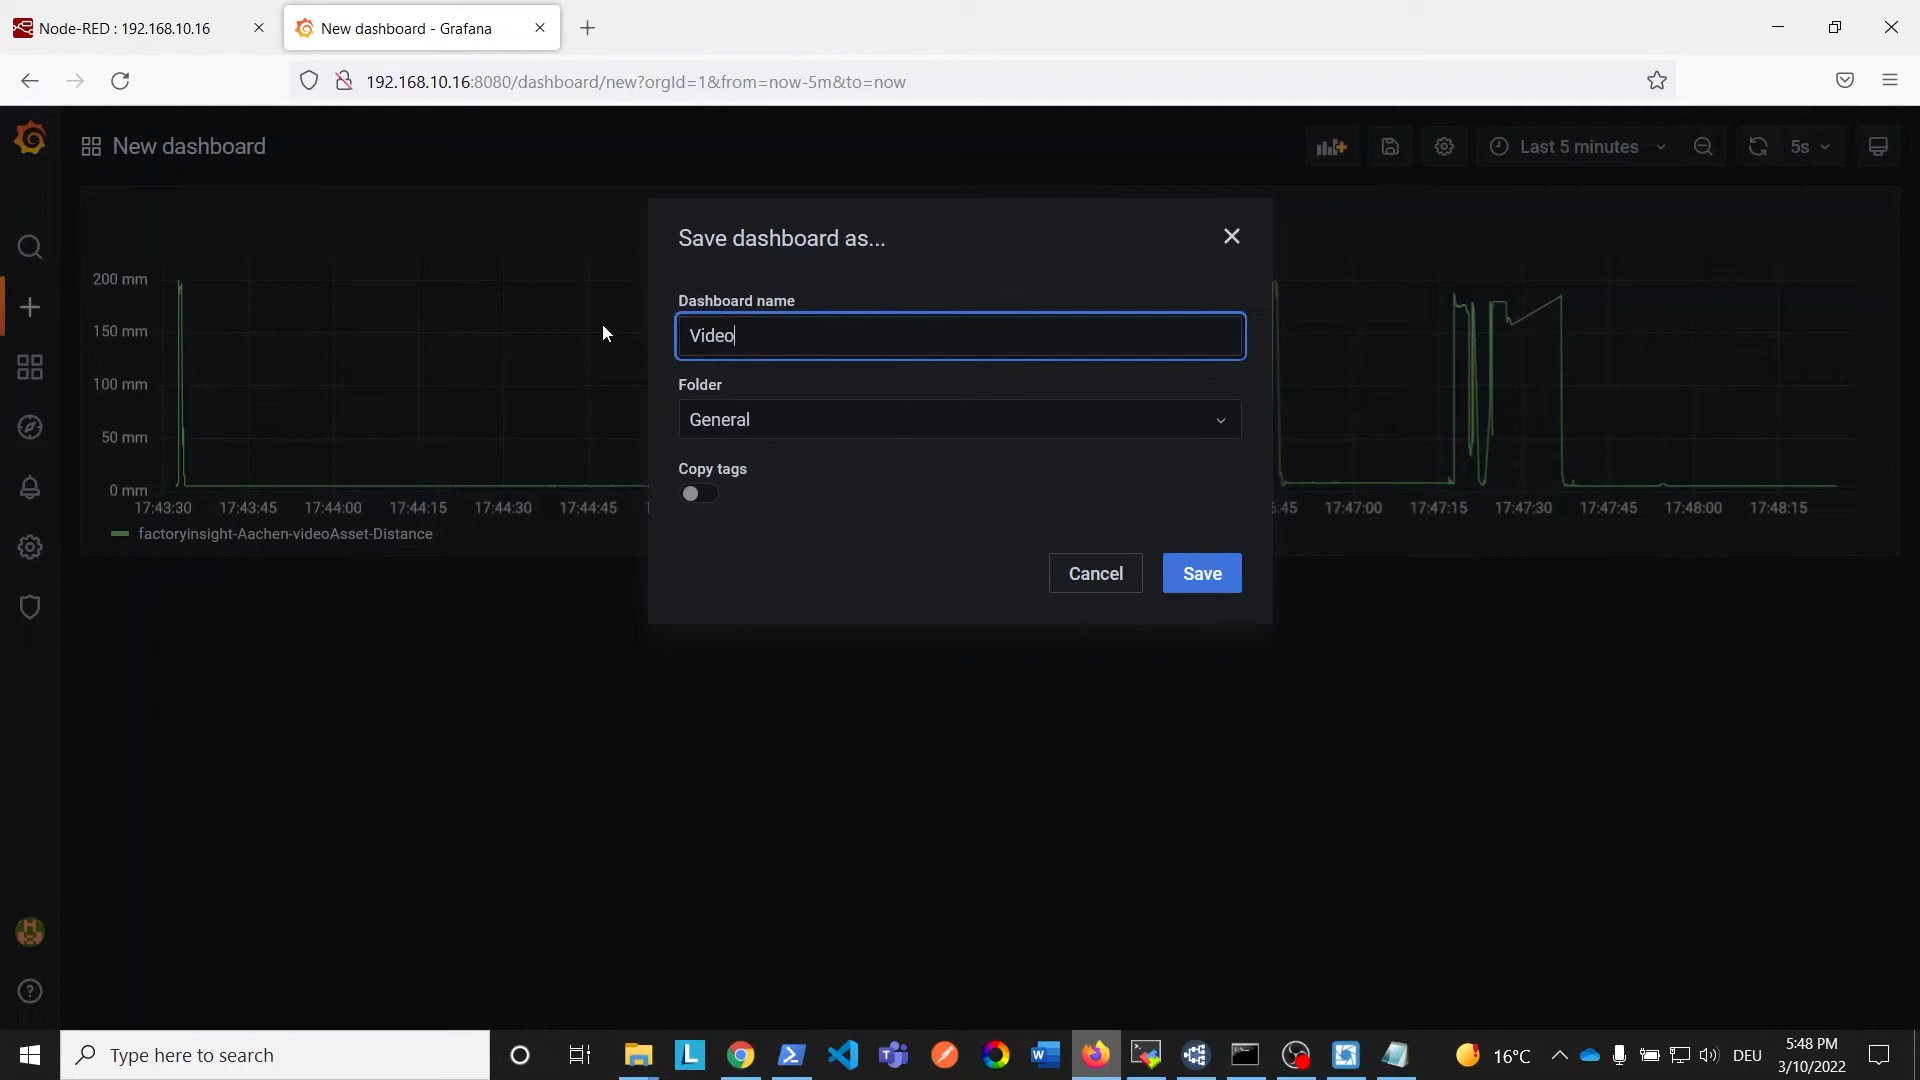 Node-RED : 192.168.10.16
New dashboard - Grafana
192.168.10.16:8080/dashboard/new?orgId=1&from=now-5m&to=now
New dashboard
Last 5 minutes
5s
Save dashboard as...
Dashboard name
Video
Folder
General
Copy tags
Cancel
Save
200 mm
150 mm
100 mm
50 mm
0 mm
17:43:30 17:43:45 17:44:00 17:44:15 17:44:30 17:44:45 :45 17:47:00 17:47:15 17:47:30 17:47:45 17:48:00 17:48:15
factoryinsight-Aachen-videoAsset-Distance
Type here to search
16°C
DEU
5:48 PM
3/10/2022